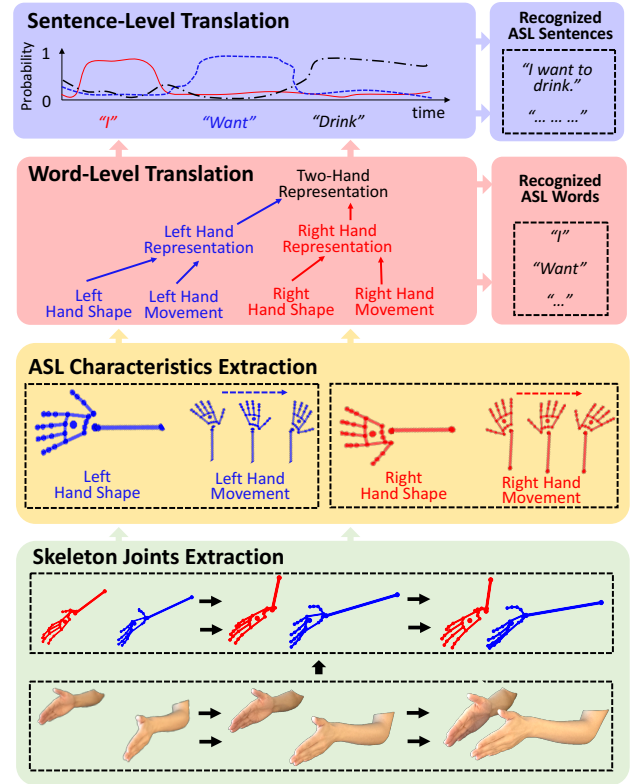 Sentence-Level Translation
Probability
1
0
time
"I"
"Want"
"Drink"
Recognized
ASL Sentences
"I want to
drink."
"… … …"
Word-Level Translation
Two-Hand
Representation
Left Hand
Representation
Right Hand
Representation
Left
Hand Shape
Left Hand
Movement
Right
Hand Shape
Right Hand
Movement
Recognized
ASL Words
"I"
"Want"
"…"
ASL Characteristics Extraction
Left
Hand Shape
Left Hand
Movement
Right
Hand Shape
Right Hand
Movement
Skeleton Joints Extraction